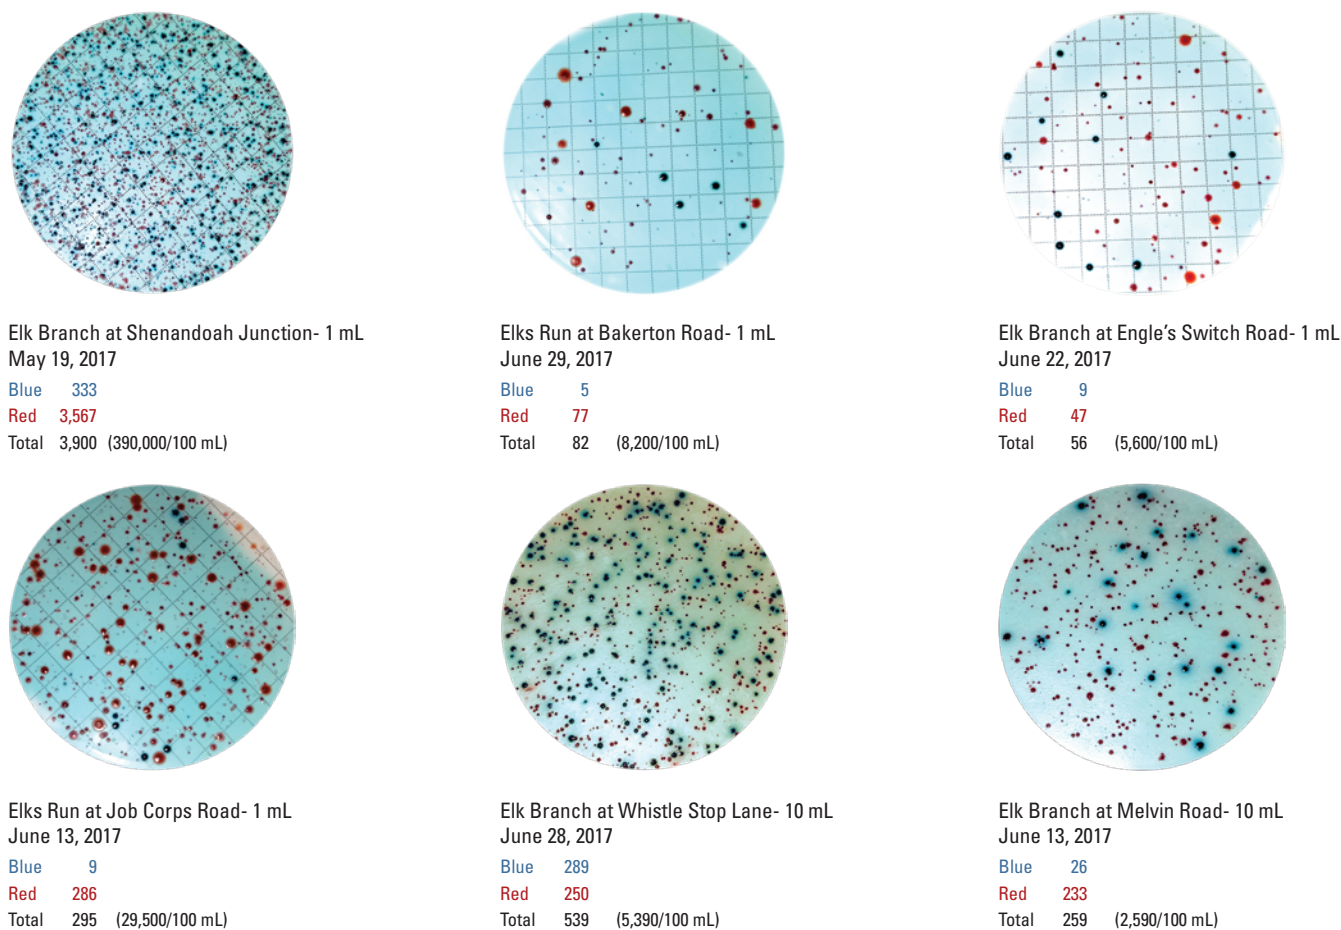 Elk Branch at Shenandoah Junction- 1 mL
May 19, 2017
Blue 333
Red 3,567
Total 3,900 (390,000/100 mL)
Elks Run at Bakerton Road- 1 mL
June 29, 2017
Blue 5
Red 77
Total 82 (8,200/100 mL)
Elk Branch at Engle’s Switch Road- 1 mL
June 22, 2017
Blue 9
Red 47
Total 56 (5,600/100 mL)
Elks Run at Job Corps Road- 1 mL
June 13, 2017
Blue 9
Red 286
Total 295 (29,500/100 mL)
Elk Branch at Whistle Stop Lane- 10 mL
June 28, 2017
Blue 289
Red 250
Total 539 (5,390/100 mL)
Elk Branch at Melvin Road- 10 mL
June 13, 2017
Blue 26
Red 233
Total 259 (2,590/100 mL)